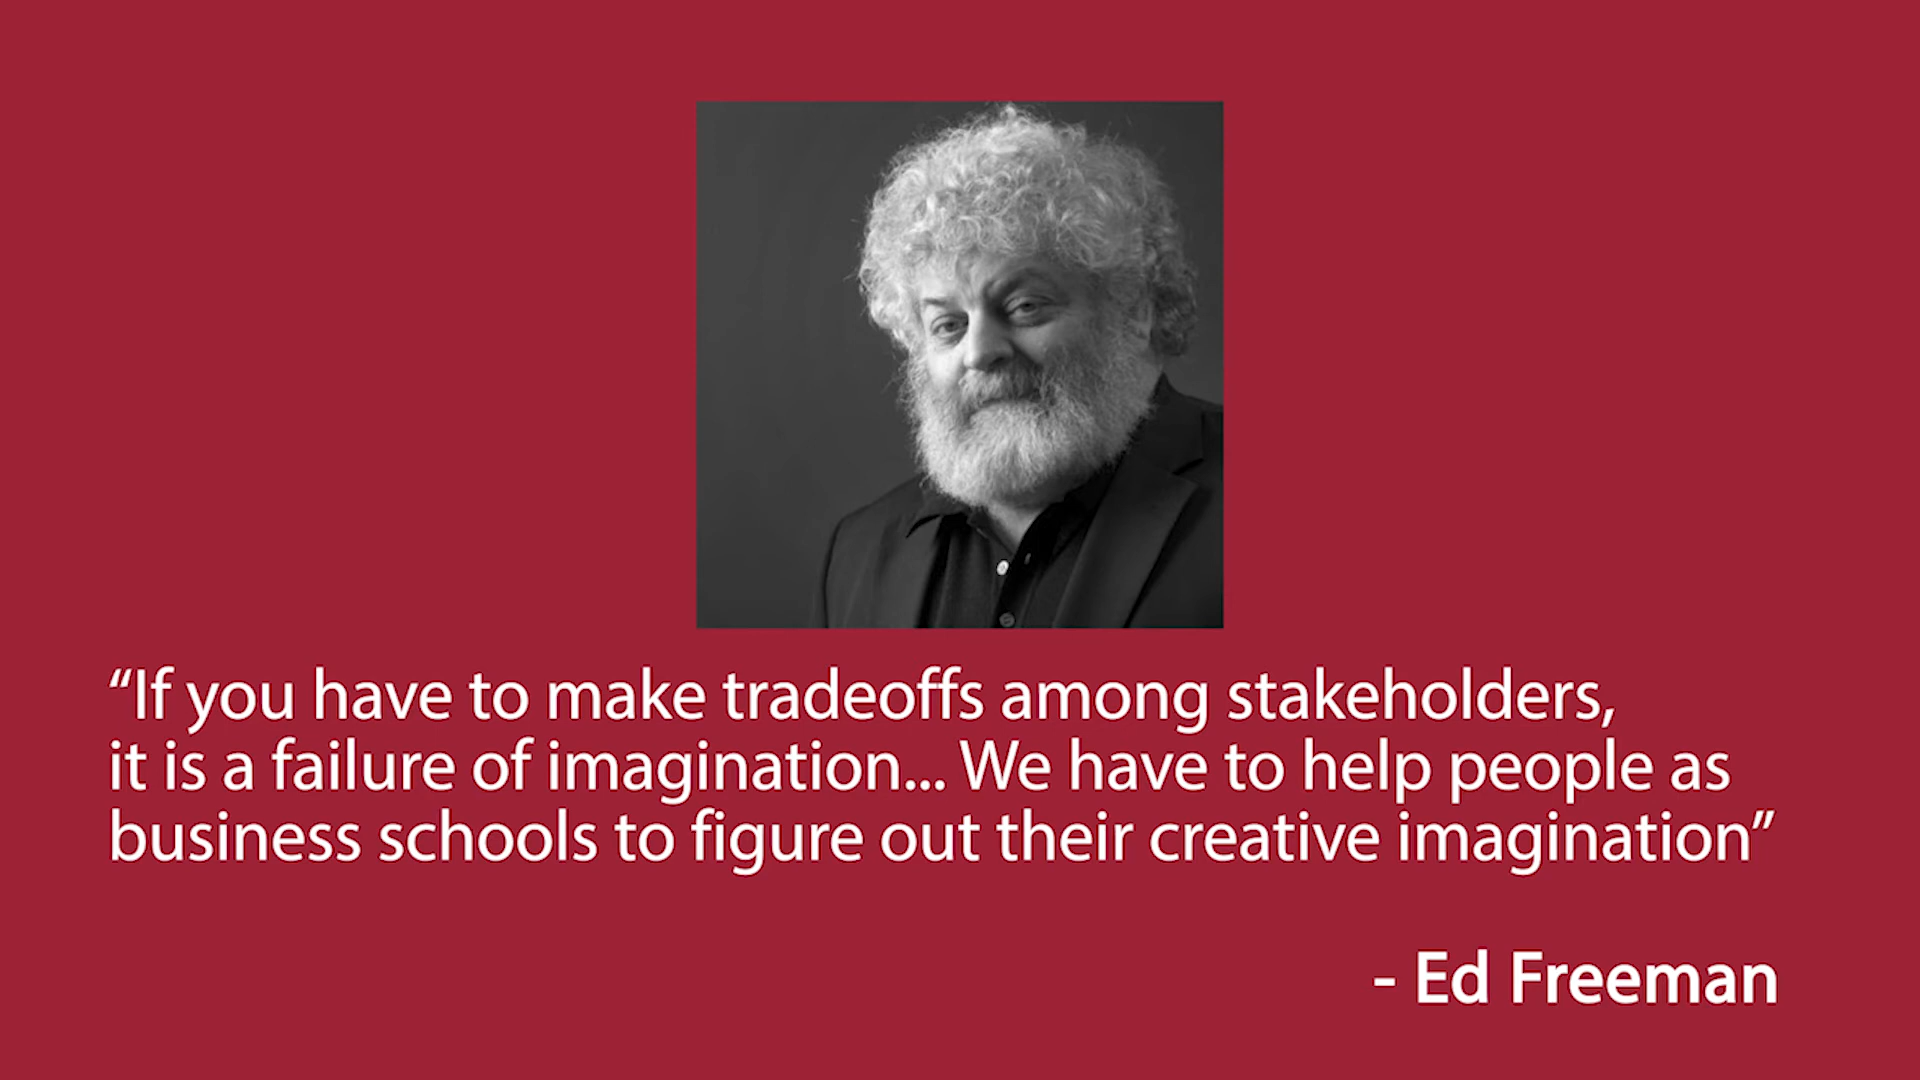 “If you have to make tradeoffs among stakeholders,
it is a failure of imagination... We have to help people as
business schools to figure out their creative imagination”
- Ed Freeman